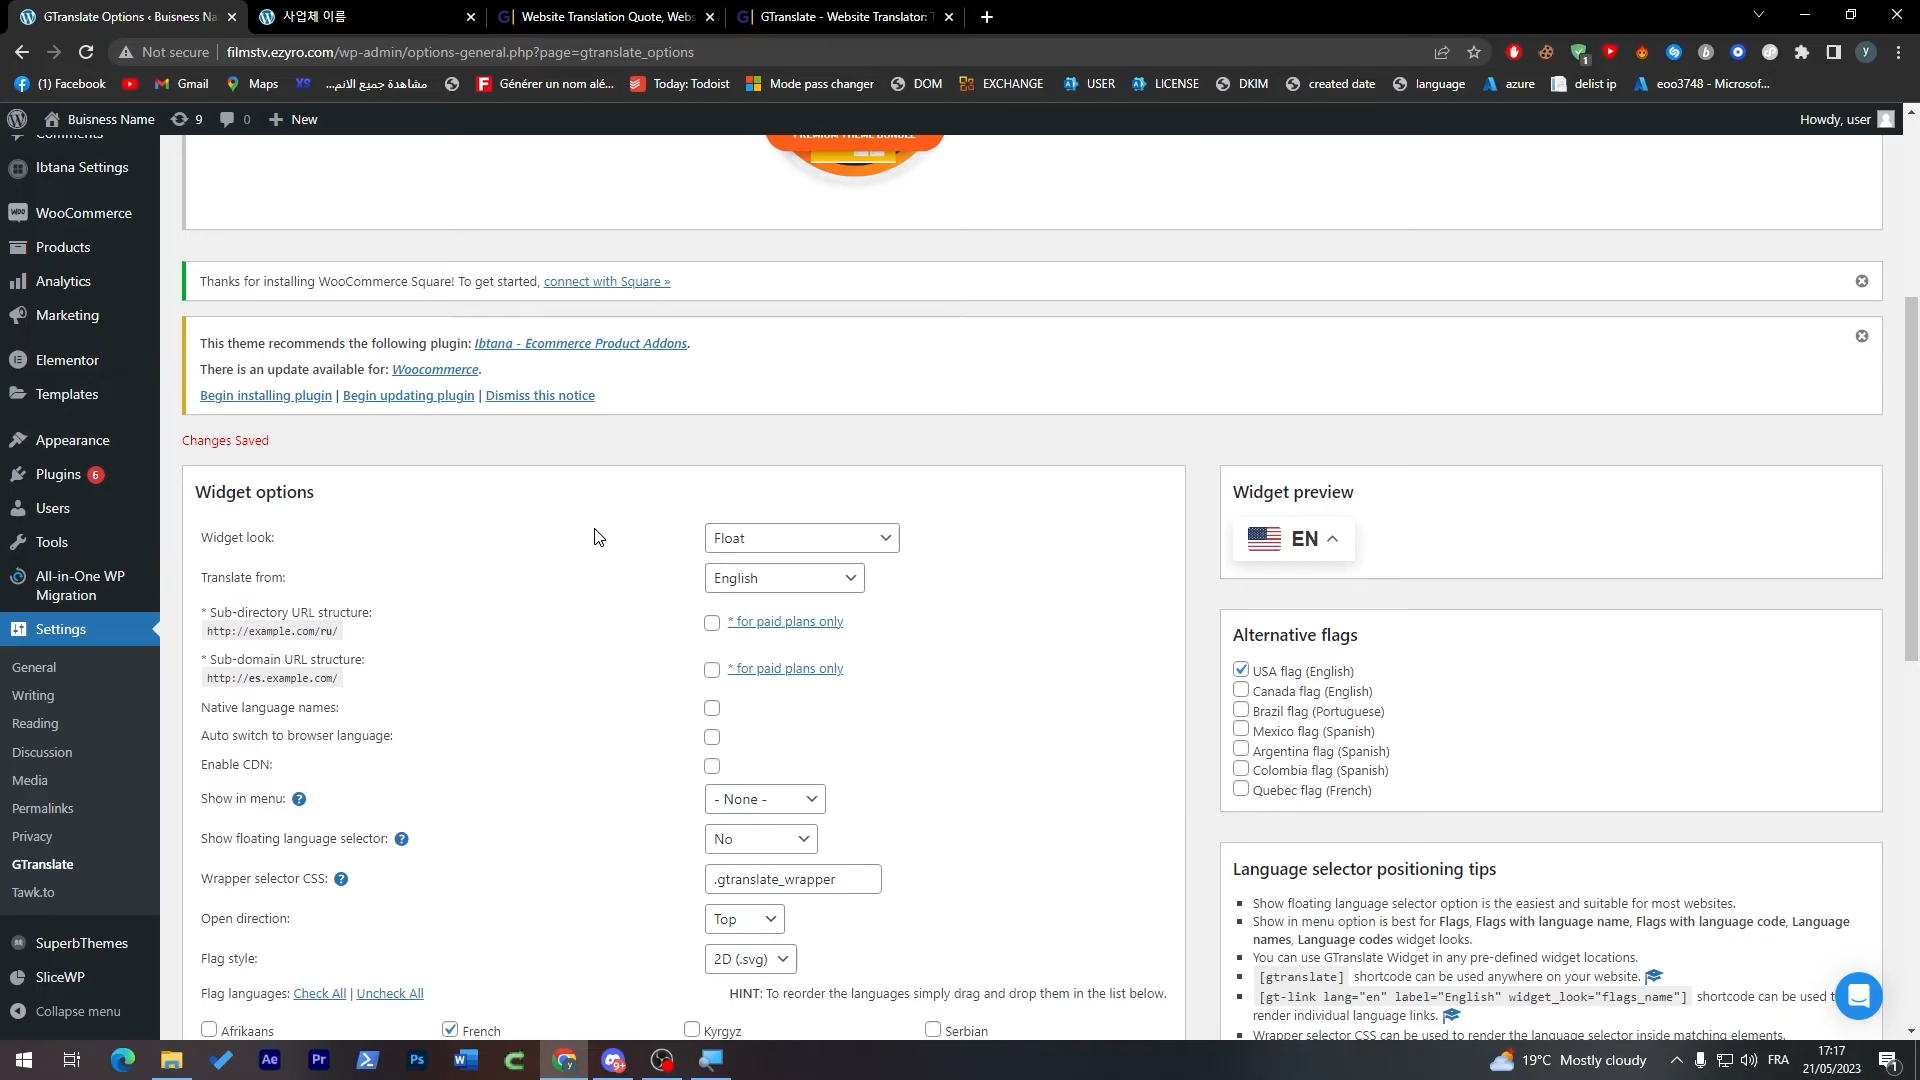 GTranslate Options ‹ Buisness Na
사업체 이름
Website Translation Quote, Webs
GTranslate - Website Translator: T
Not secure
filmstv.ezyro.com/wp-admin/options-general.php?page=gtranslate_options
(1) Facebook
Gmail
Maps
XS
مشاهدة جميع الانم...
Générer un nom alé...
Today: Todoist
Mode pass changer
DOM
EXCHANGE
USER
LICENSE
DKIM
created date
language
azure
delist ip
eoo3748 - Microsof...
Buisness Name
9
0
New
Howdy, user
Comments
Ibtana Settings
WooCommerce
Products
Analytics
Marketing
Elementor
Templates
Appearance
Plugins 6
Users
Tools
All-in-One WP
Migration
Settings
General
Writing
Reading
Discussion
Media
Permalinks
Privacy
GTranslate
Tawk.to
SuperbThemes
SliceWP
Collapse menu
PREMIUM THEME BUNDLE
Thanks for installing WooCommerce Square! To get started, connect with Square »
This theme recommends the following plugin: Ibtana - Ecommerce Product Addons.
There is an update available for: Woocommerce.
Begin installing plugin | Begin updating plugin | Dismiss this notice
Changes Saved
Widget options
Widget look:
Float
Translate from:
English
* Sub-directory URL structure:
http://example.com/ru/
* for paid plans only
* Sub-domain URL structure:
http://es.example.com/
* for paid plans only
Native language names:
Auto switch to browser language:
Enable CDN:
Show in menu:
- None -
Show floating language selector:
No
Wrapper selector CSS:
.gtranslate_wrapper
Open direction:
Top
Flag style:
2D (.svg)
Flag languages: Check All | Uncheck All
HINT: To reorder the languages simply drag and drop them in the list below.
Afrikaans
French
Kyrgyz
Serbian
Widget preview
EN
Alternative flags
USA flag (English)
Canada flag (English)
Brazil flag (Portuguese)
Mexico flag (Spanish)
Argentina flag (Spanish)
Colombia flag (Spanish)
Quebec flag (French)
Language selector positioning tips
Show floating language selector option is the easiest and suitable for most websites.
Show in menu option is best for Flags, Flags with language name, Flags with language code, Language
names, Language codes widget looks.
You can use GTranslate Widget in any pre-defined widget locations.
[gtranslate] shortcode can be used anywhere on your website.
[gt-link lang="en" label="English" widget_look="flags_name"] shortcode can be used t
render individual language links.
Wrapper selector CSS can be used to render the language selector inside matching elements.
19°C Mostly cloudy
FRA
17:17
21/05/2023
1